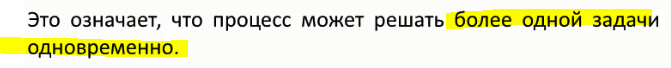 Это означает, что процесс может решать более одной задачи
одновременно.